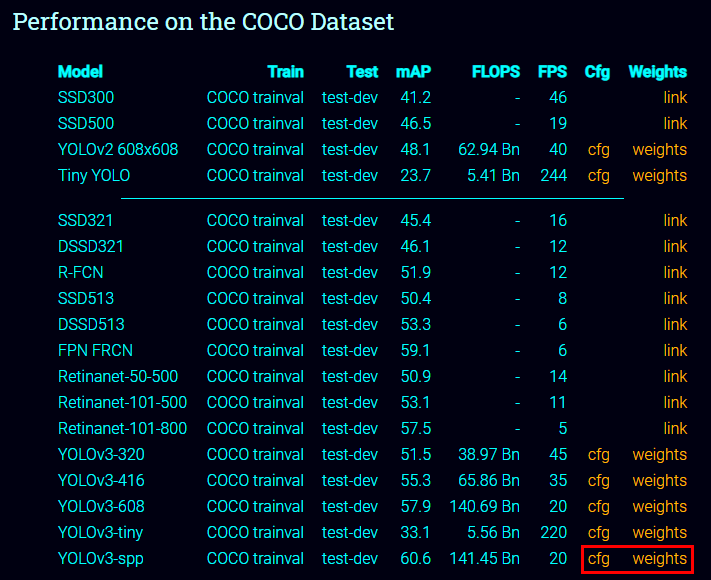 Performance on the COCO Dataset
Model Train Test mAP FLOPS FPS Cfg Weights
SSD300 COCO trainval test-dev 41.2 - 46 link
SSD500 COCO trainval test-dev 46.5 - 19 link
YOLOv2 608x608 COCO trainval test-dev 48.1 62.94 Bn 40 cfg weights
Tiny YOLO COCO trainval test-dev 23.7 5.41 Bn 244 cfg weights
SSD321 COCO trainval test-dev 45.4 - 16 link
DSSD321 COCO trainval test-dev 46.1 - 12 link
R-FCN COCO trainval test-dev 51.9 - 12 link
SSD513 COCO trainval test-dev 50.4 - 8 link
DSSD513 COCO trainval test-dev 53.3 - 6 link
FPN FRCN COCO trainval test-dev 59.1 - 6 link
Retinanet-50-500 COCO trainval test-dev 50.9 - 14 link
Retinanet-101-500 COCO trainval test-dev 53.1 - 11 link
Retinanet-101-800 COCO trainval test-dev 57.5 - 5 link
YOLOv3-320 COCO trainval test-dev 51.5 38.97 Bn 45 cfg weights
YOLOv3-416 COCO trainval test-dev 55.3 65.86 Bn 35 cfg weights
YOLOv3-608 COCO trainval test-dev 57.9 140.69 Bn 20 cfg weights
YOLOv3-tiny COCO trainval test-dev 33.1 5.56 Bn 220 cfg weights
YOLOv3-spp COCO trainval test-dev 60.6 141.45 Bn 20 cfg weights